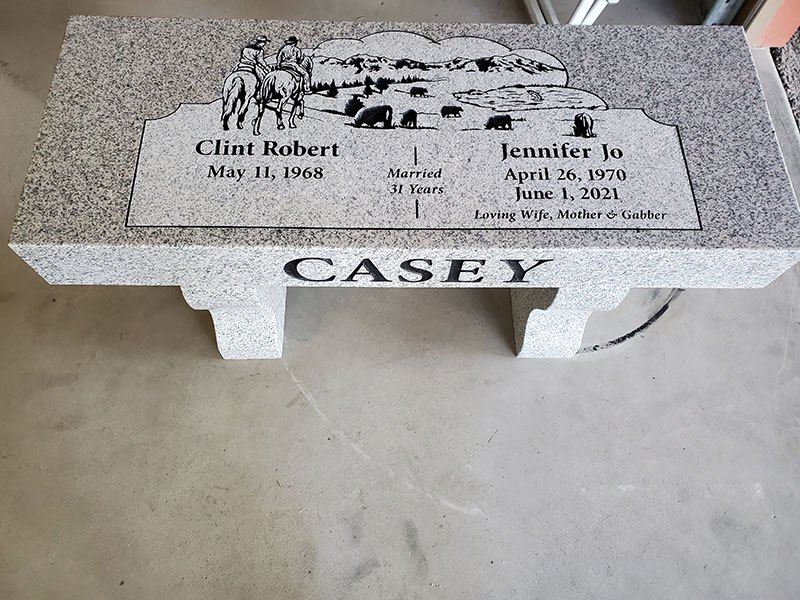 Clint Robert
May 11, 1968
Married
31 Years
Jennifer Jo
April 26, 1970
June 1, 2021
Loving Wife, Mother & Gabber
CASEY